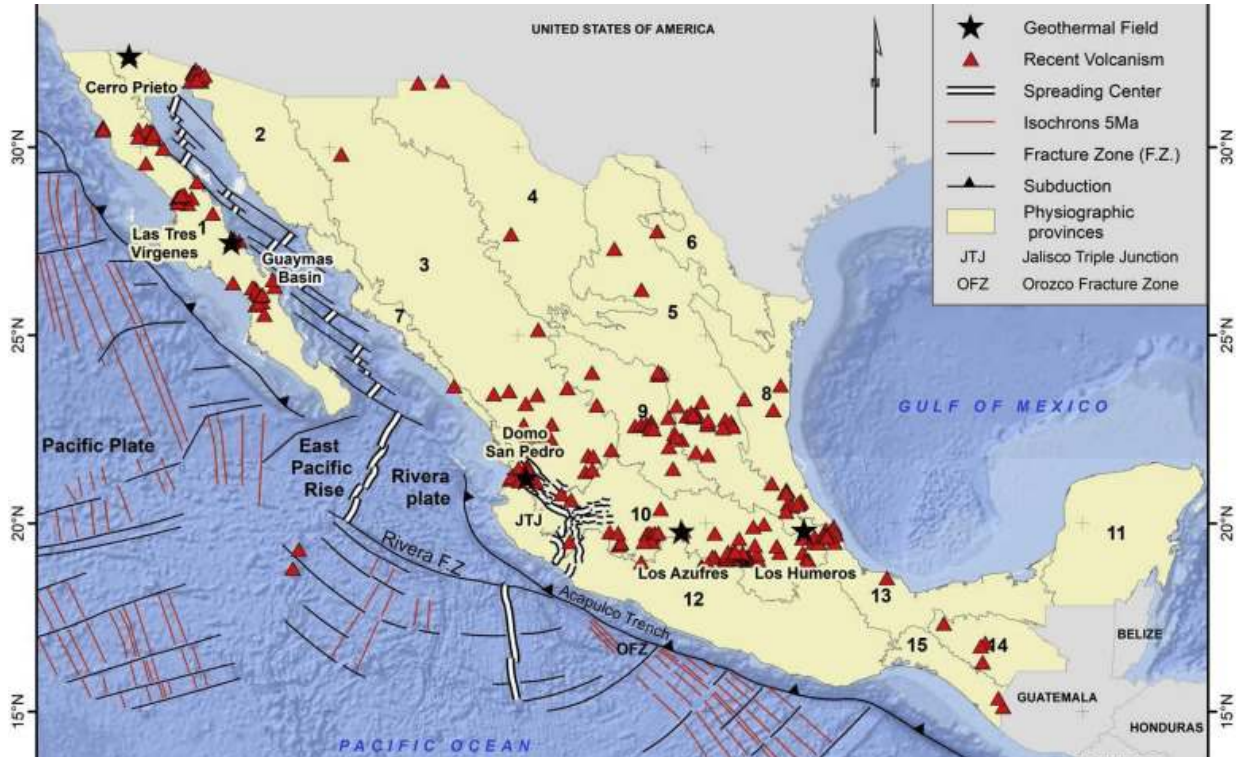 UNITED STATES OF AMERICA
Geothermal Field
Recent Volcanism
Spreading Center
Isochrons 5Ma
Fracture Zone (F.Z.)
Subduction
Physiographic
provinces
JTJ Jalisco Triple Junction
OFZ Orozco Fracture Zone
N
Cerro Prieto
2
30°N
30°N
4
1
Las Tres
Virgenes
6
Guaymas
Basin
3
5
7
25°N
25°N
8
GULF OF MEXICO
9
Domo
San Pedro
Pacific Plate
East
Pacific
Rise
Rivera
plate
JTJ
10
20°N
20°N
11
Rivera F.Z.
Los Azufres
Los Humeros
12
13
Acapulco Trench
OFZ
15
14
BELIZE
GUATEMALA
15°N
15°N
HONDURAS
PACIFIC OCEAN